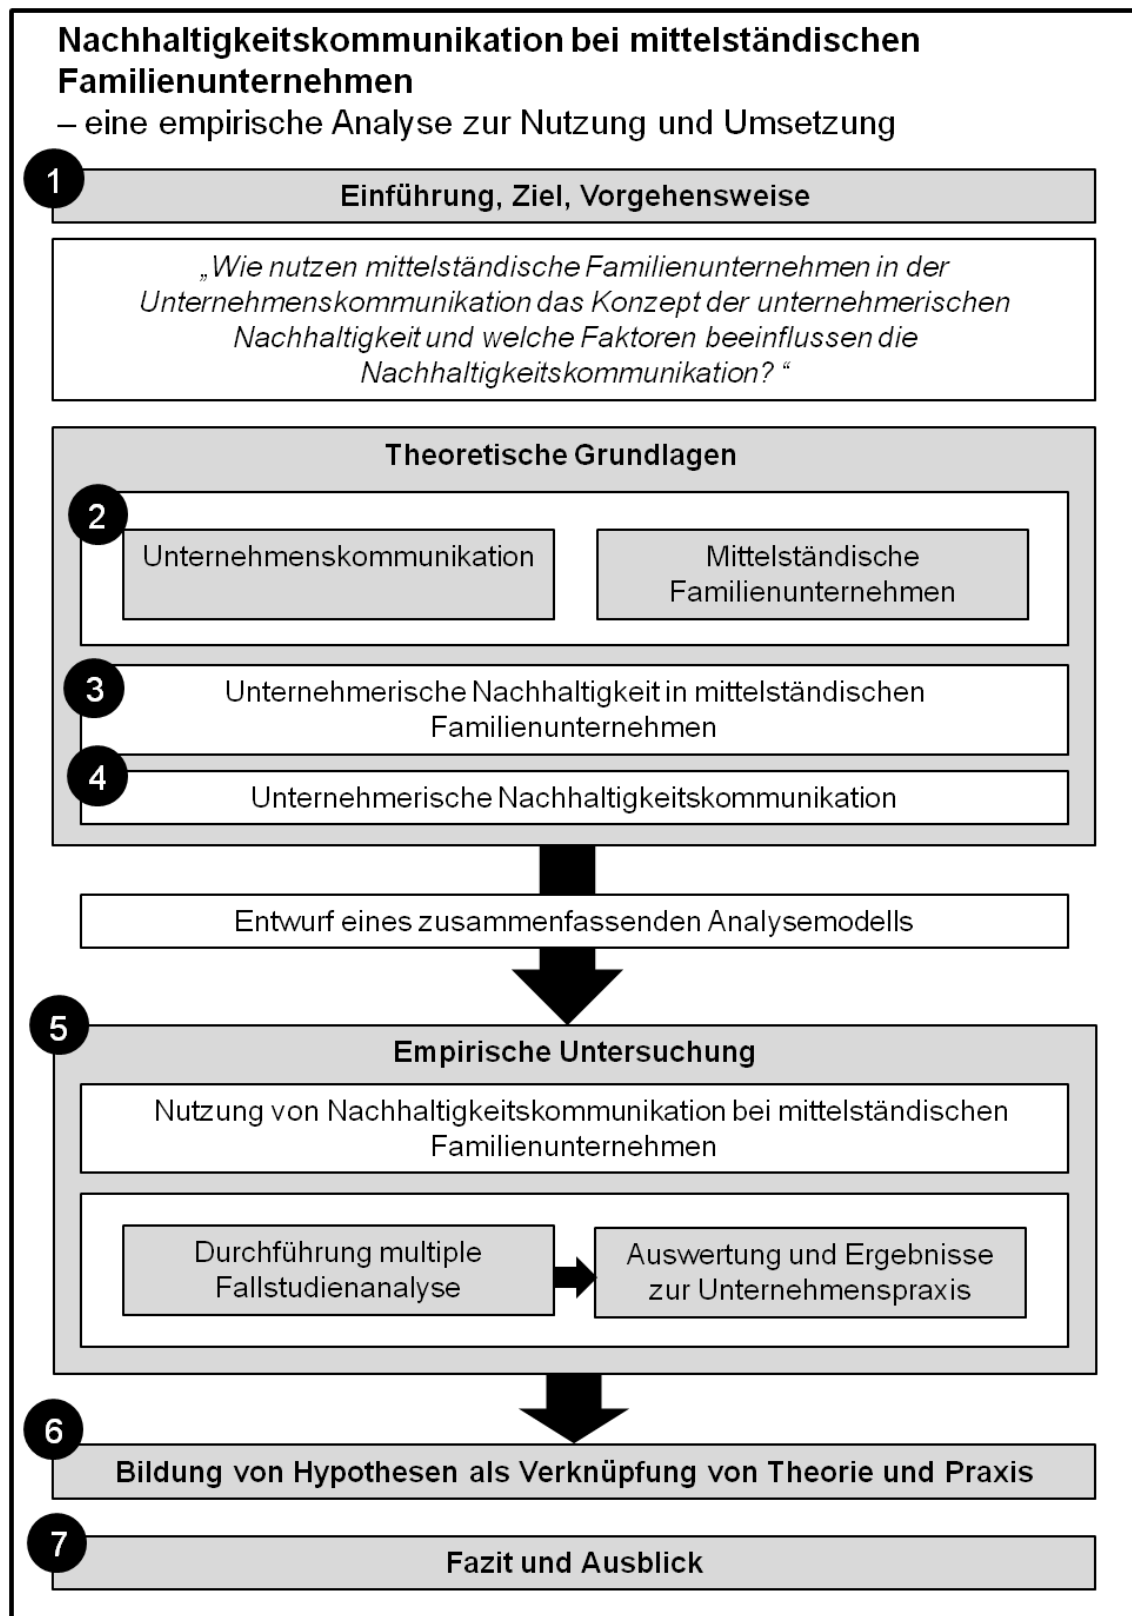 Nachhaltigkeitskommunikation bei mittelständischen
Familienunternehmen
– eine empirische Analyse zur Nutzung und Umsetzung
1
Einführung, Ziel, Vorgehensweise
„Wie nutzen mittelständische Familienunternehmen in der
Unternehmenskommunikation das Konzept der unternehmerischen
Nachhaltigkeit und welche Faktoren beeinflussen die
Nachhaltigkeitskommunikation? “
Theoretische Grundlagen
2
Unternehmenskommunikation
Mittelständische
Familienunternehmen
3
Unternehmerische Nachhaltigkeit in mittelständischen
Familienunternehmen
4
Unternehmerische Nachhaltigkeitskommunikation
Entwurf eines zusammenfassenden Analysemodells
5
Empirische Untersuchung
Nutzung von Nachhaltigkeitskommunikation bei mittelständischen
Familienunternehmen
Durchführung multiple
Fallstudienanalyse
Auswertung und Ergebnisse
zur Unternehmenspraxis
6
Bildung von Hypothesen als Verknüpfung von Theorie und Praxis
7
Fazit und Ausblick